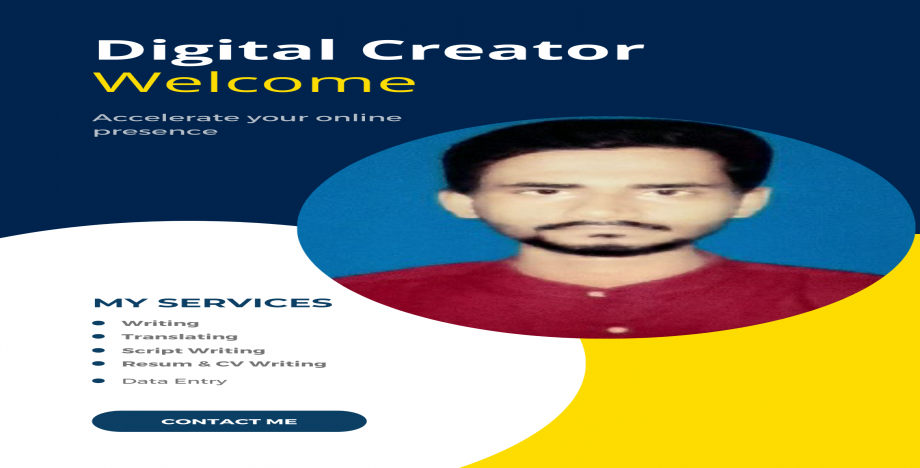 Digital Creator
Welcome
Accelerate your online
presence
MY SERVICES
Writing
Translating
Script Writing
Resum & CV Writing
Data Entry
CONTACT ME